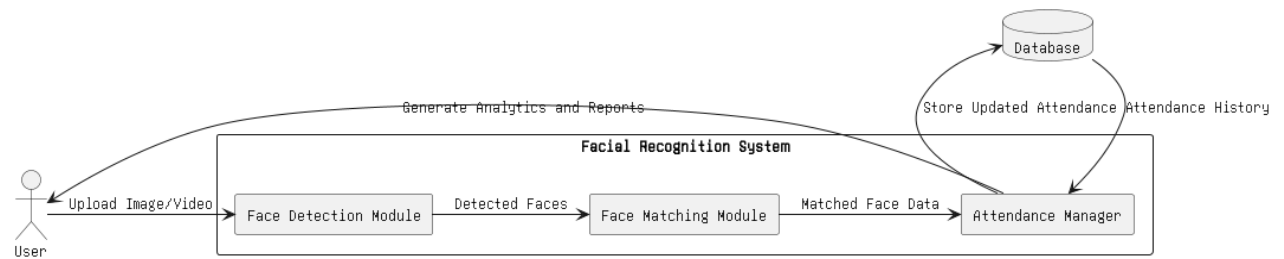 Database
Generate Analytics and Reports
Store Updated Attendance
Attendance History
Facial Recognition System
Upload Image/Video
Face Detection Module
Detected Faces
Face Matching Module
Matched Face Data
Attendance Manager
User